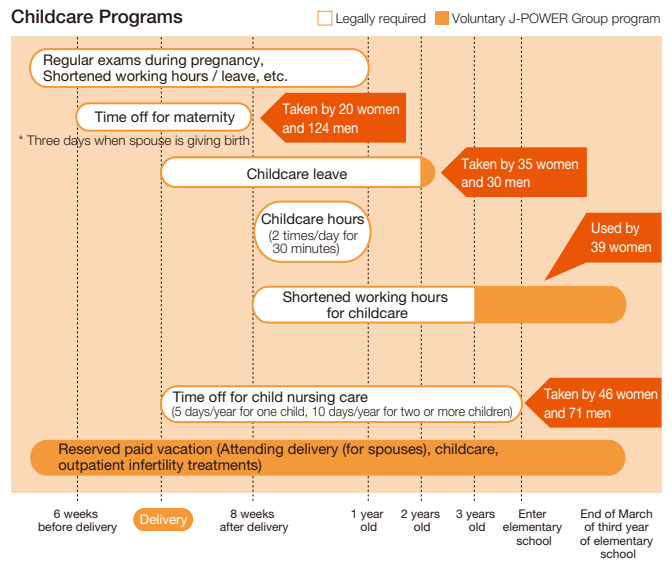 Childcare Programs
Legally required
Voluntary J-POWER Group program
Regular exams during pregnancy,
Shortened working hours / leave, etc.
Time off for maternity
Taken by 20 women
and 124 men
* Three days when spouse is giving birth
Childcare leave
Taken by 35 women
and 30 men
Childcare hours
(2 times/day for
30 minutes)
Used by
39 women
Shortened working hours
for childcare
Time off for child nursing care
(5 days/year for one child, 10 days/year for two or more children)
Taken by 46 women
and 71 men
Reserved paid vacation (Attending delivery (for spouses), childcare,
outpatient infertility treatments)
6 weeks
before delivery
Delivery
8 weeks
after delivery
1 year
old
2 years
old
3 years
old
Enter
elementary
school
End of March
of third year
of elementary
school